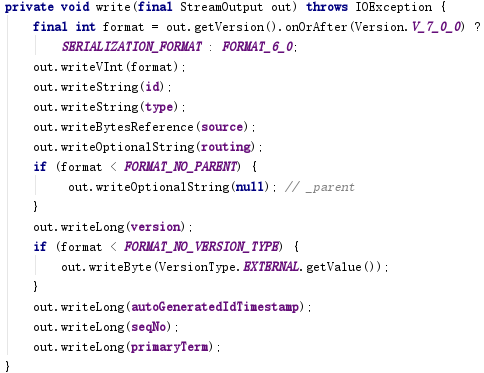 private void write(final StreamOutput out) throws IOException {
    final int format = out.getVersion().onOrAfter(Version.V_7_0_0) ?
        SERIALIZATION_FORMAT : FORMAT_6_0;
    out.writeVInt(format);
    out.writeString(id);
    out.writeString(type);
    out.writeBytesReference(source);
    out.writeOptionalString(routing);
    if (format < FORMAT_NO_PARENT) {
         out.writeOptionalString(null); // _parent
    }
    out.writeLong(version);
    if (format < FORMAT_NO_VERSION_TYPE) {
        out.writeByte(VersionType.EXTERNAL.getValue());
    }
    out.writeLong(autoGeneratedIdTimestamp);
    out.writeLong(seqNo);
    out.writeLong(primaryTerm);
}